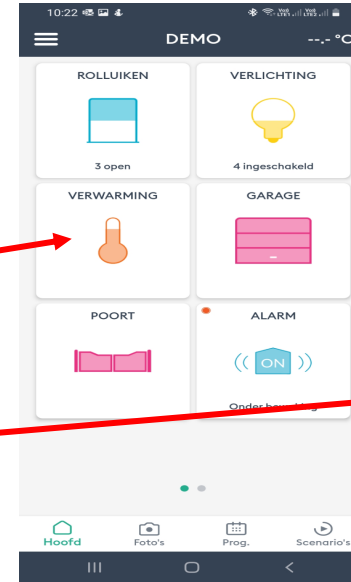 10:22
DEMO --,- °C
ROLLUIKEN VERLICHTING
3 open 4 ingeschakeld
VERWARMING GARAGE
POORT ALARM
ON
Onder
Hoofd Foto's Prog. Scenario's